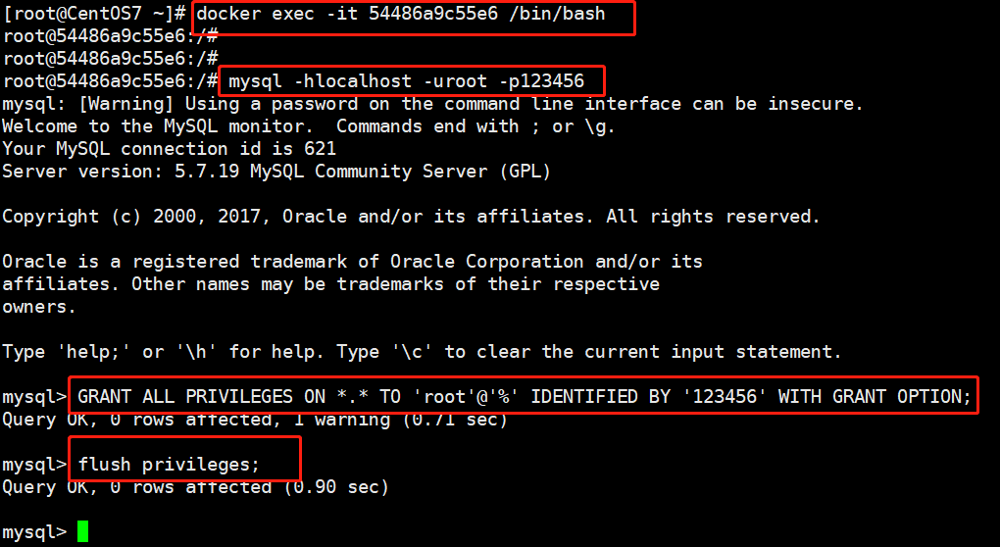 [root@CentOS7 ~]# docker exec -it 54486a9c55e6 /bin/bash
root@54486a9c55e6:/#
root@54486a9c55e6:/#
root@54486a9c55e6:/# mysql -hlocalhost -uroot -p123456
mysql: [Warning] Using a password on the command line interface can be insecure.
Welcome to the MySQL monitor.  Commands end with ; or \g.
Your MySQL connection id is 621
Server version: 5.7.19 MySQL Community Server (GPL)
Copyright (c) 2000, 2017, Oracle and/or its affiliates. All rights reserved.
Oracle is a registered trademark of Oracle Corporation and/or its
affiliates. Other names may be trademarks of their respective
owners.
Type 'help;' or '\h' for help. Type '\c' to clear the current input statement.
mysql> GRANT ALL PRIVILEGES ON *.* TO 'root'@'%' IDENTIFIED BY '123456' WITH GRANT OPTION;
Query OK, 0 rows affected, 1 warning (0.71 sec)
mysql> flush privileges;
Query OK, 0 rows affected (0.90 sec)
mysql>